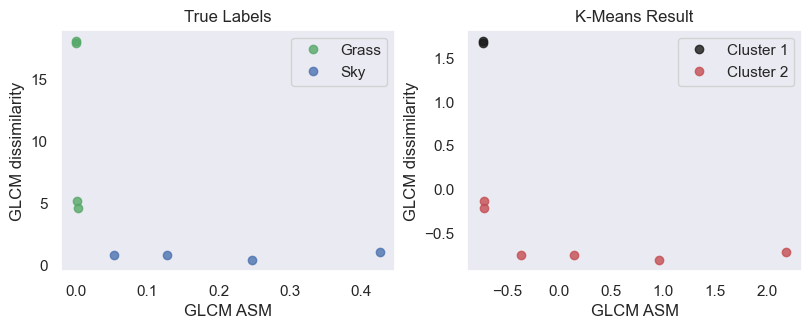 True Labels
Grass
Sky
GLCM dissimilarity
15
10
5
0
0.0 0.1 0.2 0.3 0.4
GLCM ASM
K-Means Result
Cluster 1
Cluster 2
GLCM dissimilarity
1.5
1.0
0.5
0.0
−0.5
−0.5 0.0 0.5 1.0 1.5 2.0
GLCM ASM